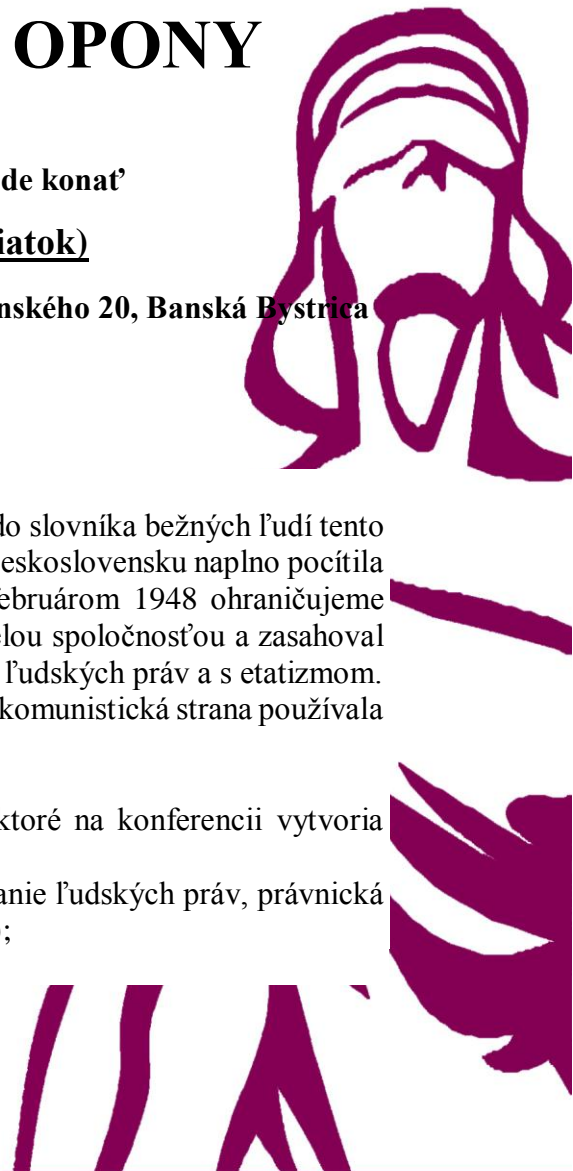 OPONY
de konať
iatok)
nského 20, Banská Bystrica
do slovníka bežných ľudí tento
eskoslovensku naplno pocítila
ebruárom 1948 ohraničujeme
elou spoločnosťou a zasahoval
ľudských práv a s etatizmom.
komunistická strana používala
ktoré na konferencii vytvoria
anie ľudských práv, právnická
;